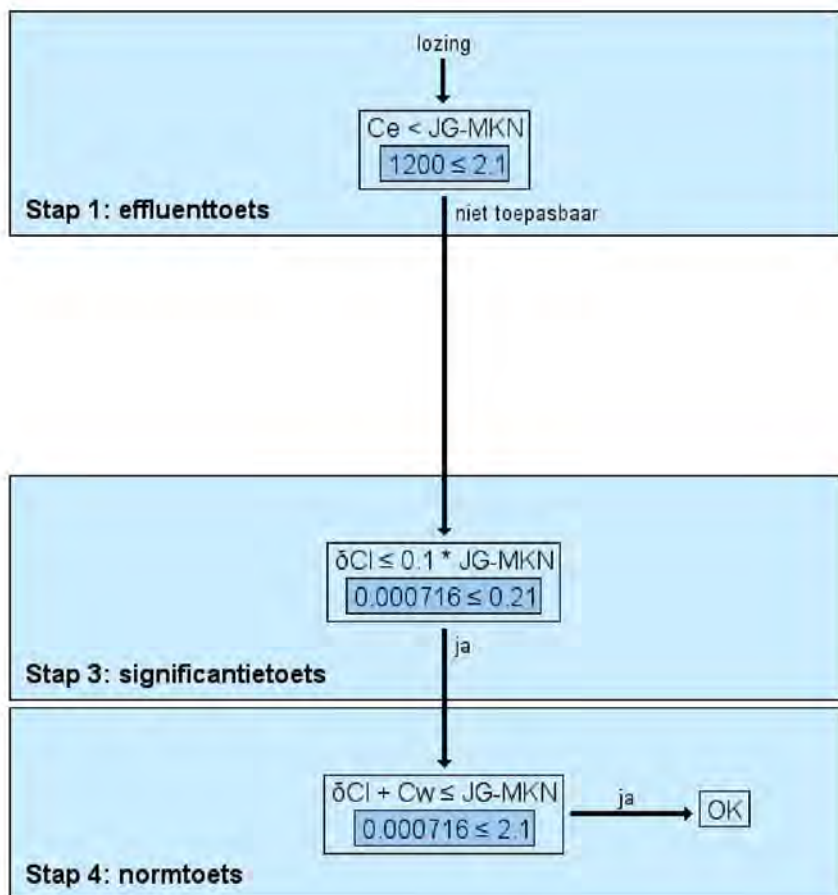 lozing
Ce < JG-MKN
1200 ≤ 2.1
Stap 1: effluenttoets
niet toepasbaar
δCl ≤ 0.1 * JG-MKN
0.000716 ≤ 0.21
ja
Stap 3: significantietoets
δCl + Cw ≤ JG-MKN
0.000716 ≤ 2.1
ja
OK
Stap 4: normtoets